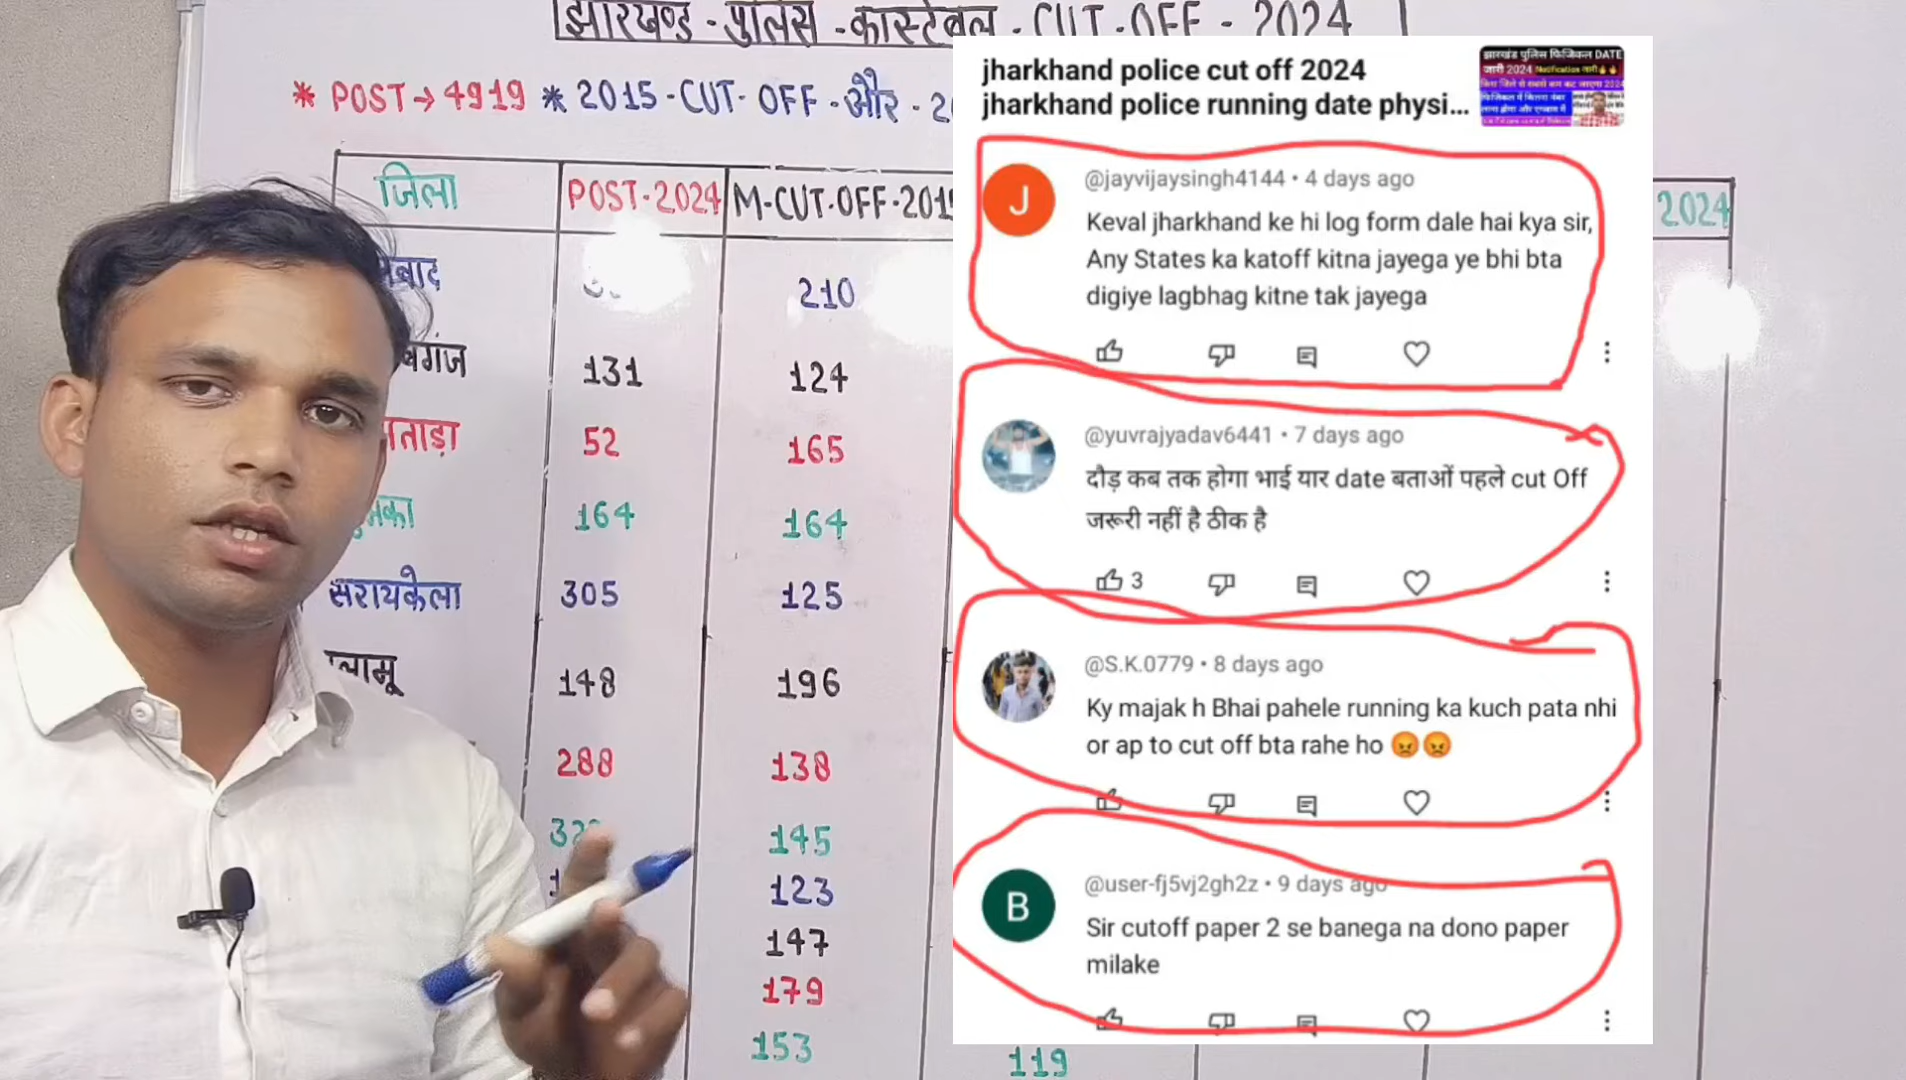 झारखण्ड - पुलिस - कास्टेबल - CUT - OFF - 2024
* POST → 4919 * 2015 - CUT - OFF - और - 2
जिला POST-2024 M-CUT-OFF-201 2024
210
131 124
52 165
164 164
सरायकेला 305 125
148 196
288 138
145
123
147
179
153 119
jharkhand police cut off 2024
jharkhand police running date physi...
झारखंड पुलिस फिजिकल DATE
जारी 2024 Notification जारी
@jayvijaysingh4144 • 4 days ago
Keval jharkhand ke hi log form dale hai kya sir,
Any States ka katoff kitna jayega ye bhi bta
digiye lagbhag kitne tak jayega
@yuvrajyadav6441 • 7 days ago
दौड़ कब तक होगा भाई यार date बताओं पहले cut Off
जरूरी नहीं है ठीक है
3
@S.K.0779 • 8 days ago
Ky majak h Bhai pahele running ka kuch pata nhi
or ap to cut off bta rahe ho 😡😡
@user-fj5vj2gh2z • 9 days ago
Sir cutoff paper 2 se banega na dono paper
milake
J
B